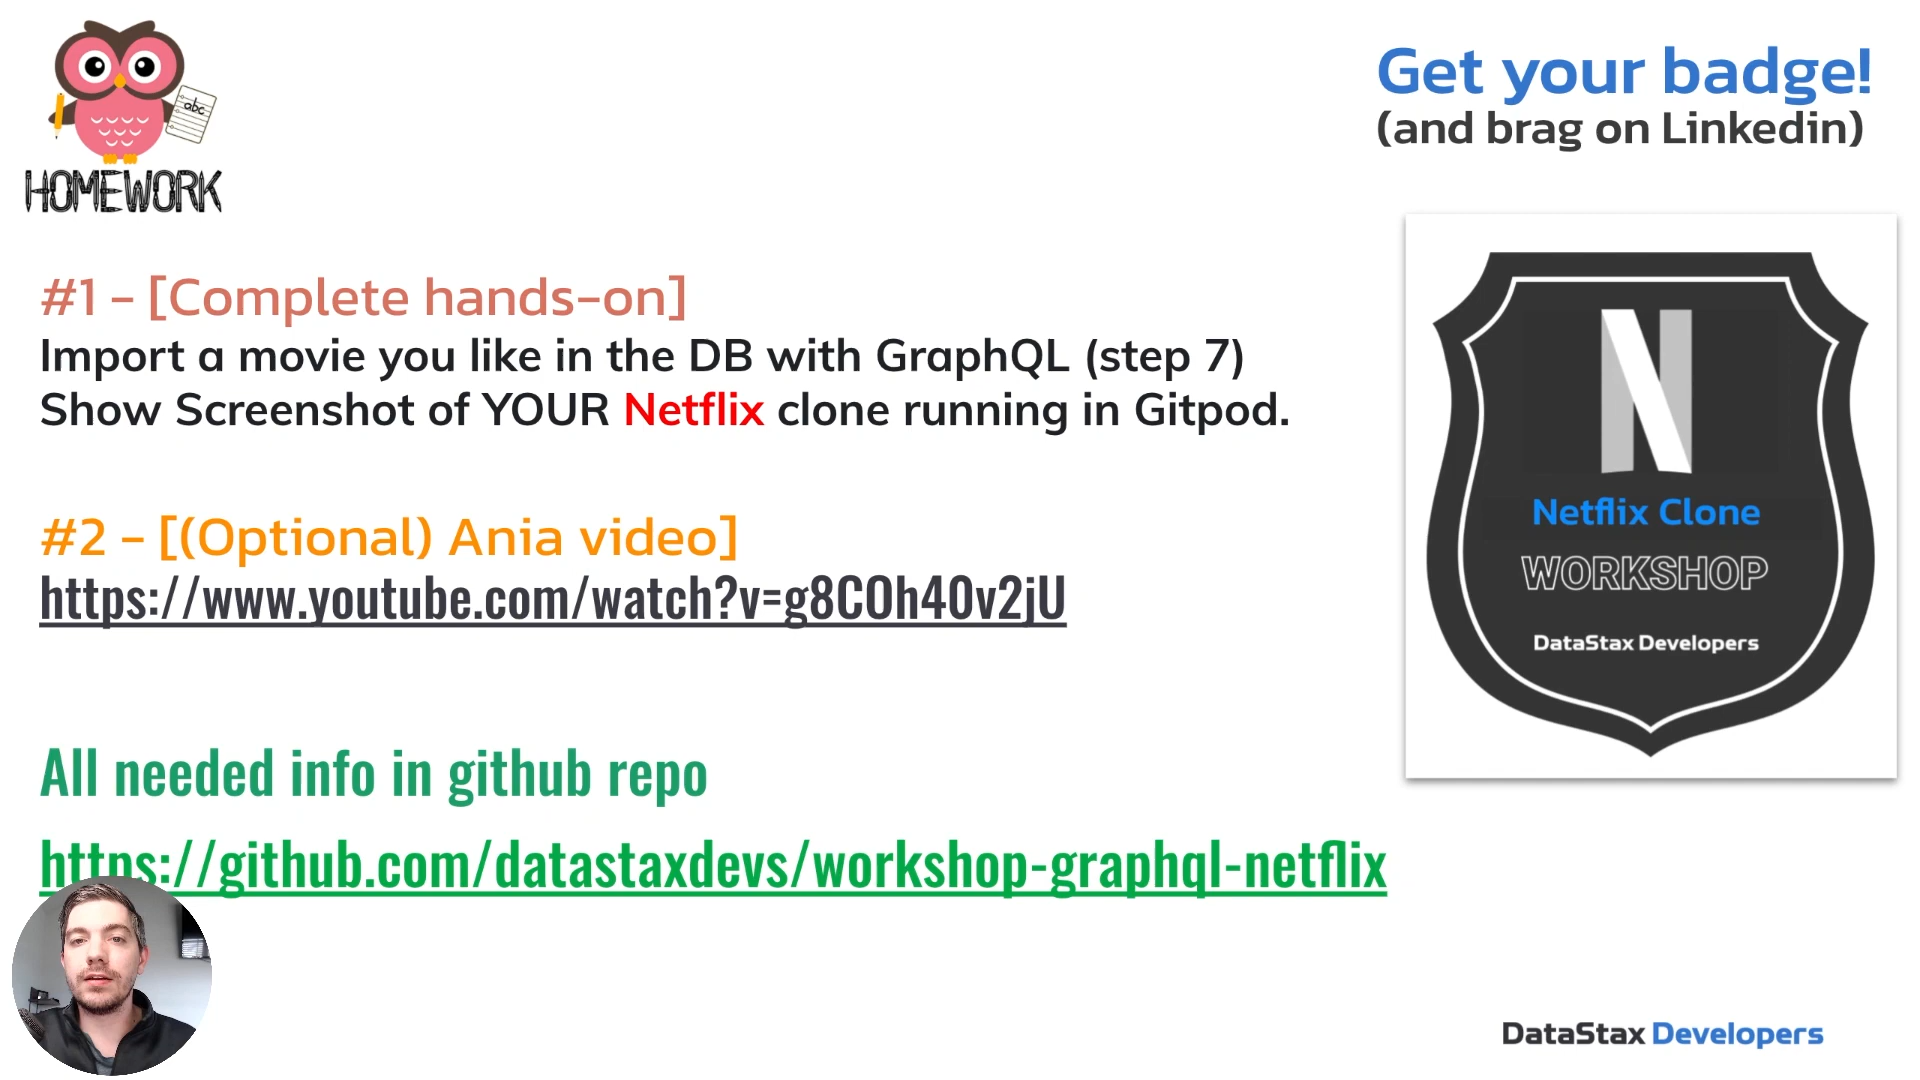 abc
HOMEWORK
Get your badge!
(and brag on Linkedin)
#1 - [Complete hands-on]
Import a movie you like in the DB with GraphQL (step 7)
Show Screenshot of YOUR Netflix clone running in Gitpod.
#2 - [(Optional) Ania video]
https://www.youtube.com/watch?v=g8COh40v2jU
All needed info in github repo
https://github.com/datastaxdevs/workshop-graphql-netflix
N
Netflix Clone
WORKSHOP
DataStax Developers
DataStax Developers